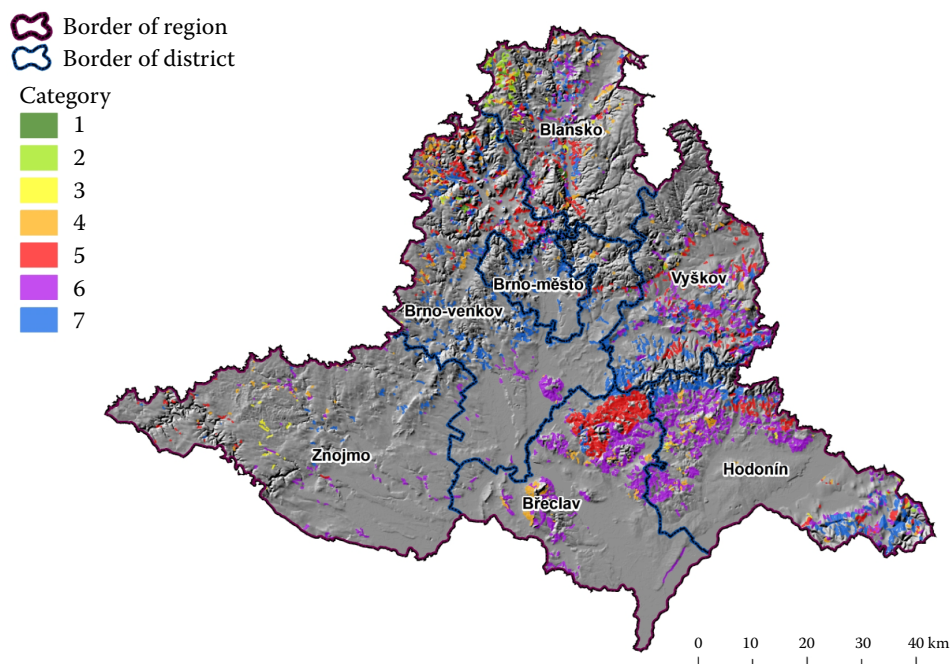 Border of region
Border of district
Category
1
2
3
4
5
6
7
Blansko
Vyškov
Brno-město
Brno-venkov
Znojmo
Hodonín
Břeclav
0 10 20 30 40 km